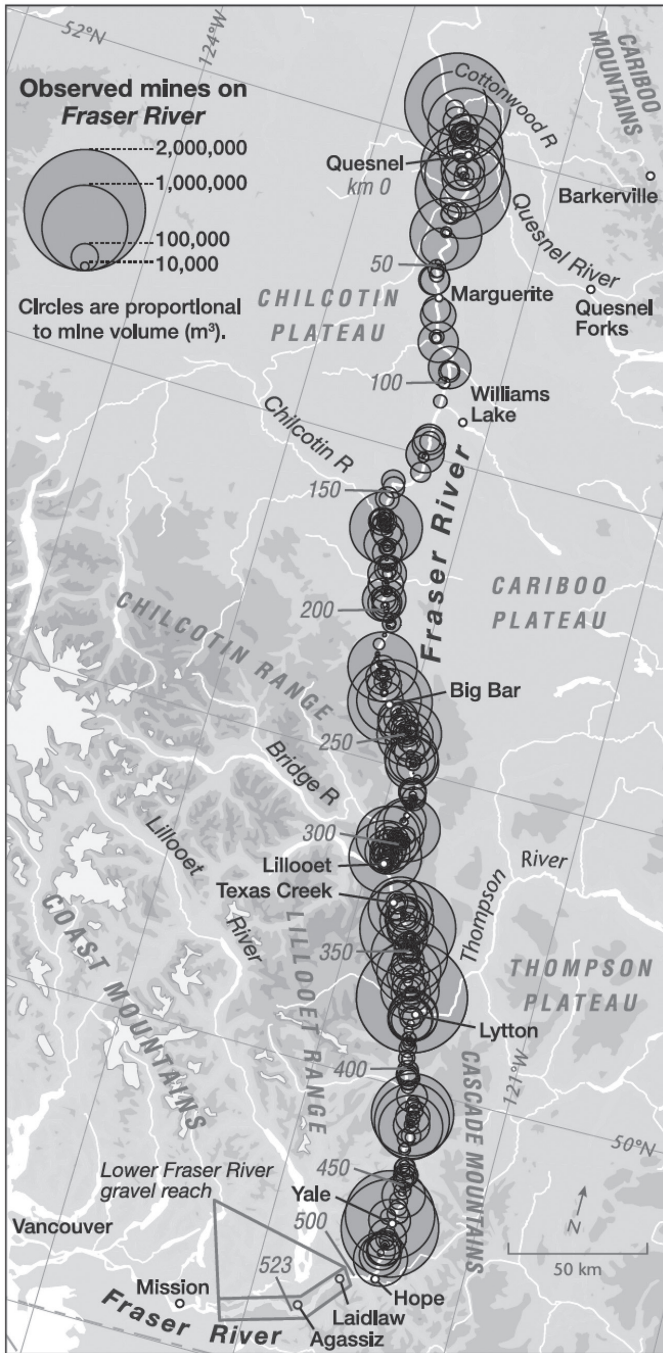 52°N
124°W
CARIBOO
MOUNTAINS
Observed mines on
Fraser River
2,000,000
1,000,000
100,000
10,000
Circles are proportional
to mine volume (m³).
Cottonwood R
Quesnel
km 0
Barkerville
Quesnel River
50
Marguerite
Quesnel
Forks
CHILCOTIN
PLATEAU
100
Williams
Lake
Chilcotin R
150
Fraser River
CARIBOO
PLATEAU
200
CHILCOTIN RANGE
Big Bar
250
Bridge R
300
Lillooet
Lillooet
River
Texas Creek
Thompson
River
COAST MOUNTAINS
LILLOOET RANGE
350
THOMPSON
PLATEAU
Lytton
400
CASCADE MOUNTAINS
121°W
50°N
Lower Fraser River
gravel reach
450
Yale
Vancouver
500
N
50 km
523
Mission
Hope
Laidlaw
Agassiz
Fraser River